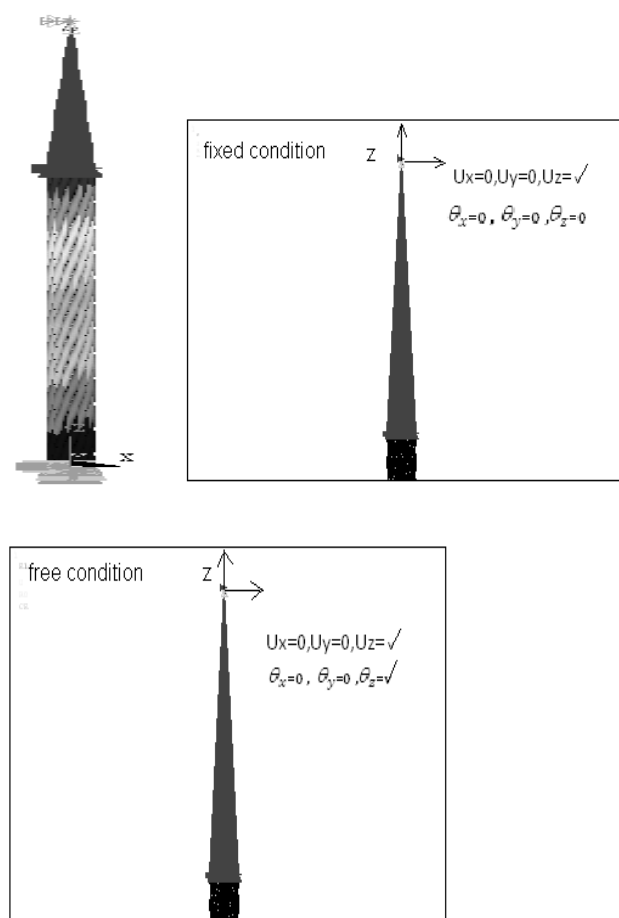 Z
X
fixed condition
Z
Ux=0,Uy=0,Uz=√
θx=0, θy=0 ,θz=0
free condition
Z
Ux=0,Uy=0,Uz=√
θx=0, θy=0 ,θz=√